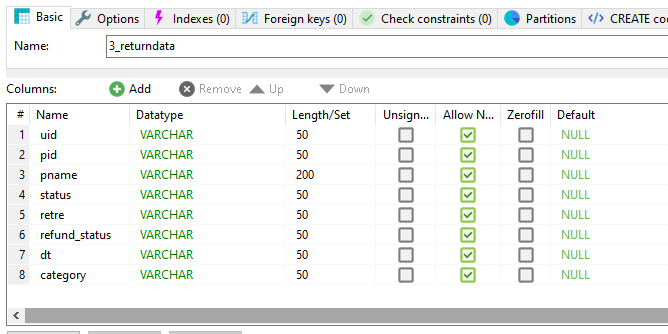 Basic Options Indexes (0) Foreign keys (0) Check constraints (0) Partitions </> CREATE co
Name: 3_returndata
Columns: Add Remove Up Down
# Name Datatype Length/Set Unsign... Allow N... Zerofill Default
1 uid VARCHAR 50 NULL
2 pid VARCHAR 50 NULL
3 pname VARCHAR 200 NULL
4 status VARCHAR 50 NULL
5 retre VARCHAR 50 NULL
6 refund_status VARCHAR 50 NULL
7 dt VARCHAR 50 NULL
8 category VARCHAR 50 NULL